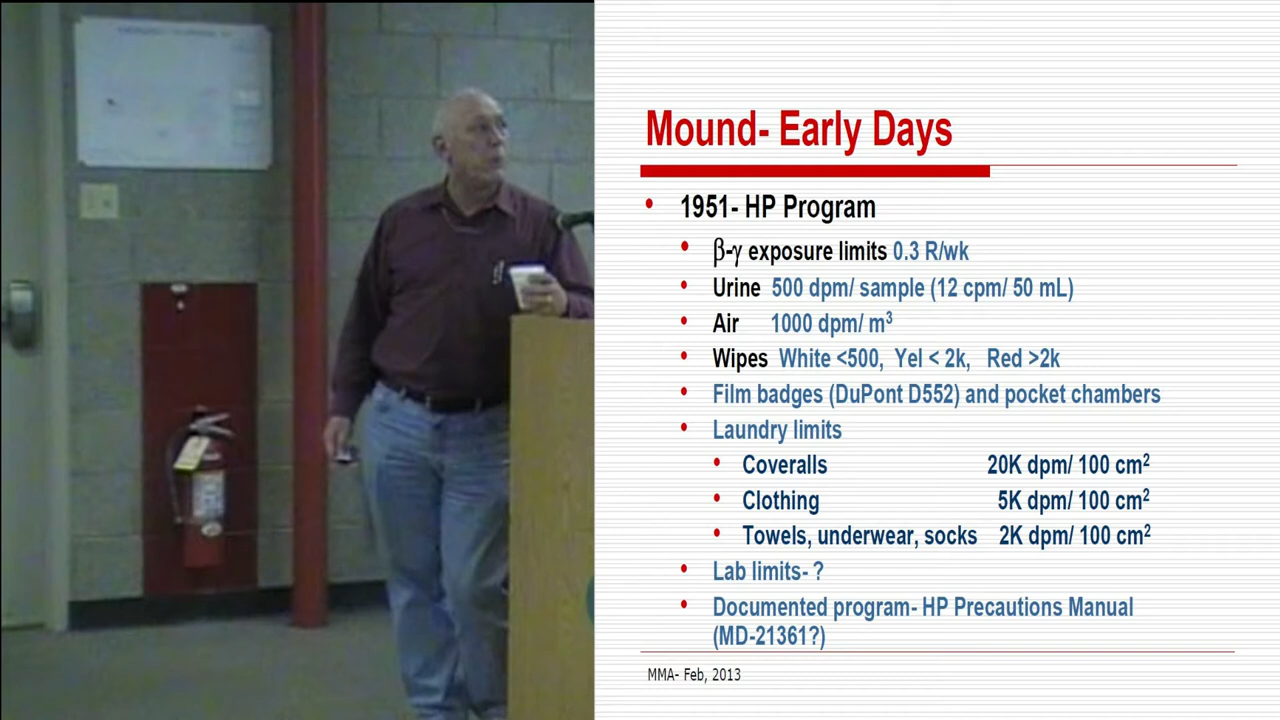 Mound- Early Days
• 1951- HP Program
• β-γ exposure limits 0.3 R/wk
• Urine 500 dpm/ sample (12 cpm/ 50 mL)
• Air 1000 dpm/ m³
• Wipes White <500, Yel < 2k, Red >2k
• Film badges (DuPont D552) and pocket chambers
• Laundry limits
• Coveralls 20K dpm/ 100 cm²
• Clothing 5K dpm/ 100 cm²
• Towels, underwear, socks 2K dpm/ 100 cm²
• Lab limits- ?
• Documented program- HP Precautions Manual
(MD-21361?)
MMA- Feb, 2013